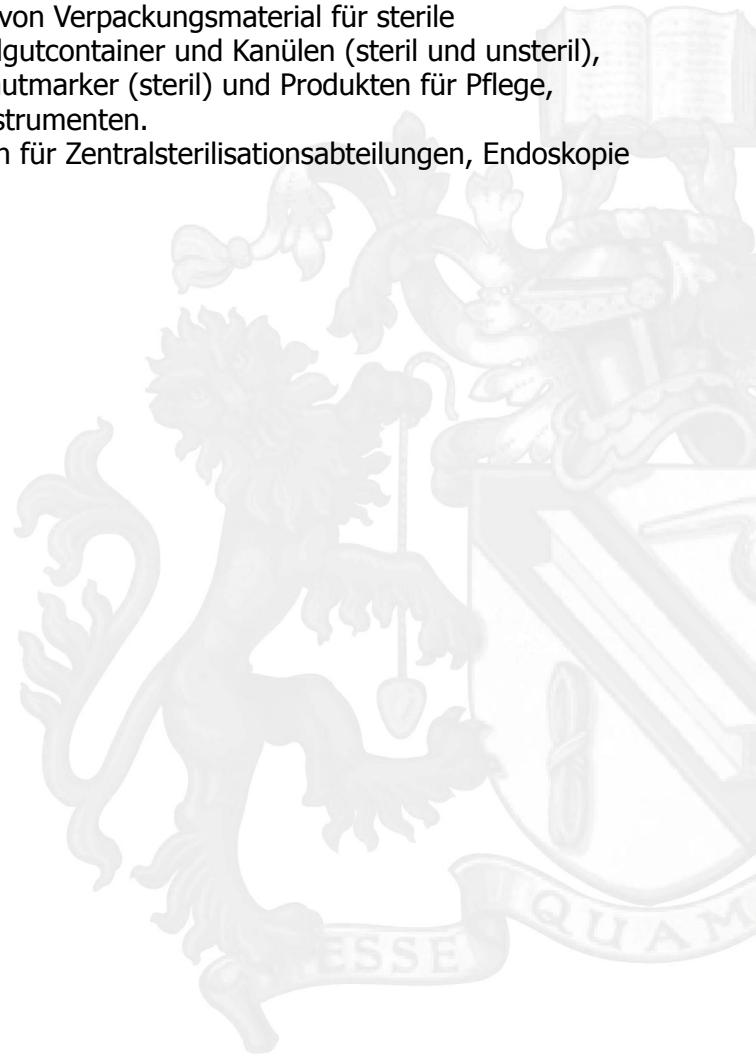 von Verpackungsmaterial für sterile
lgutcontainer und Kanülen (steril und unsteril),
utmarker (steril) und Produkten für Pflege,
strumenten.
n für Zentralsterilisationsabteilungen, Endoskopie
ESSE QUAM